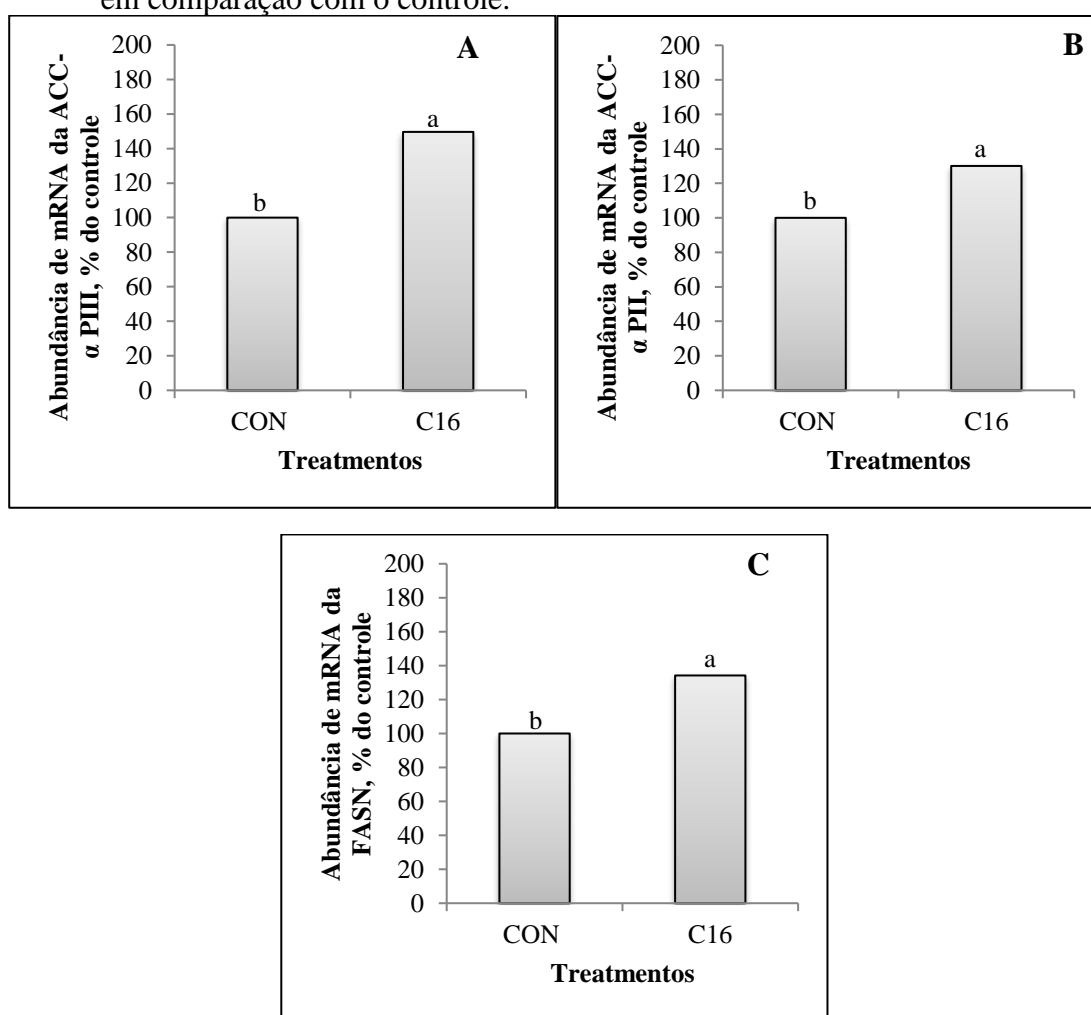 em comparação com o controle.
A
Abundância de mRNA da ACC-
α PIII, % do controle
200
180
160
140
120
100
80
60
40
20
0
b
a
CON
C16
Treatmentos
B
Abundância de mRNA da ACC-
α PII, % do controle
200
180
160
140
120
100
80
60
40
20
0
b
a
CON
C16
Treatmentos
C
Abundância de mRNA da
FASN, % do controle
200
180
160
140
120
100
80
60
40
20
0
b
a
CON
C16
Treatmentos